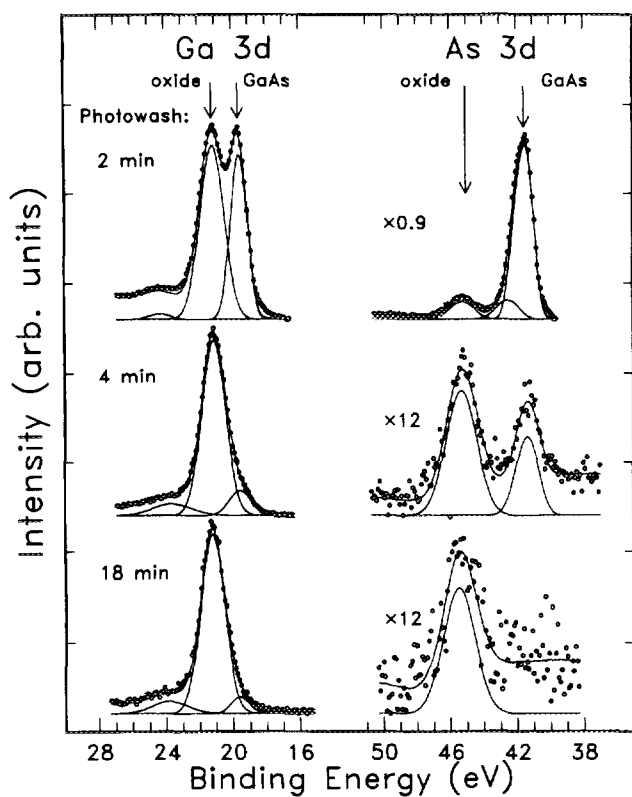 Ga 3d
As 3d
oxide GaAs
oxide GaAs
Photowash:
2 min
×0.9
4 min
×12
18 min
×12
Intensity (arb. units)
28 24 20 16
50 46 42 38
Binding Energy (eV)